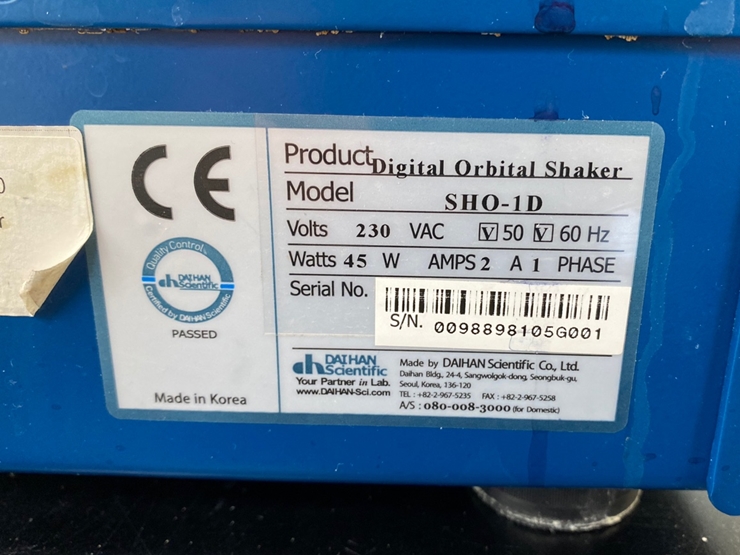 CE
Quality Control
DAIHAN
Scientific
Certified by DAIHAN Scientific
PASSED
Made in Korea
Product Digital Orbital Shaker
Model SHO-1D
Volts 230 VAC V 50 V 60 Hz
Watts 45 W AMPS 2 A 1 PHASE
Serial No.
S/N. 0098898105G001
dh DAIHAN
Scientific
Your Partner in Lab.
www.DAIHAN-Sci.com
Made by DAIHAN Scientific Co., Ltd.
Daihan Bldg., 24-4, Sangwolgok-dong, Seongbuk-gu,
Seoul, Korea, 136-120
TEL : +82-2-967-5235 FAX : +82-2-967-5258
A/S : 080-008-3000 (for Domestic)